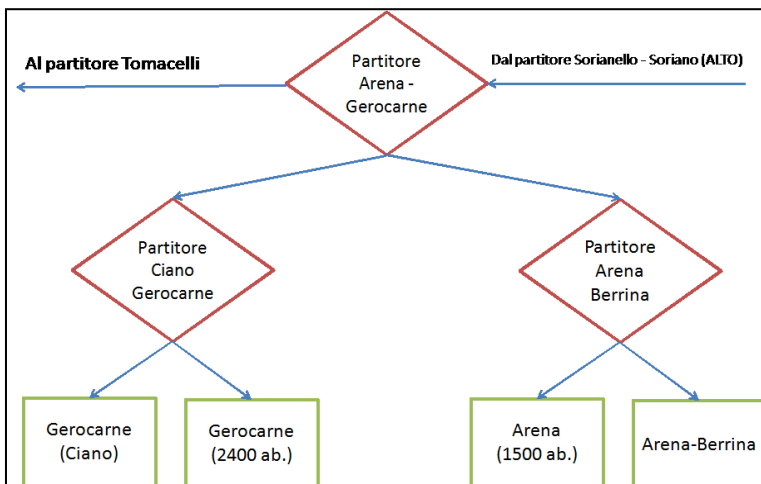 Al partitore Tomacelli
Partitore
Arena -
Gerocarne
Dal partitore Sorianello - Soriano (ALTO)
Partitore
Ciano
Gerocarne
Partitore
Arena
Berrina
Gerocarne
(Ciano)
Gerocarne
(2400 ab.)
Arena
(1500 ab.)
Arena-Berrina